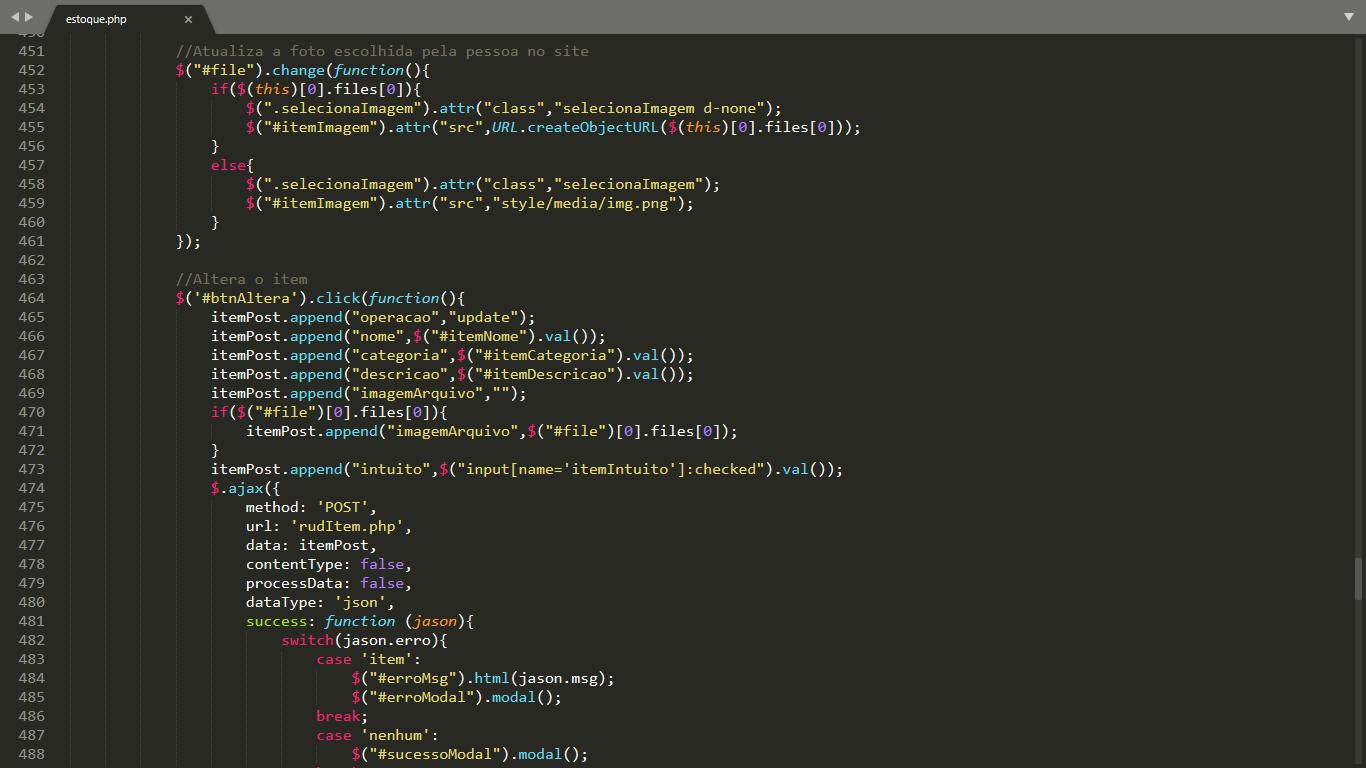 estoque.php
450
451 //Atualiza a foto escolhida pela pessoa no site
452 $("#file").change(function(){
453 if($(this)[0].files[0]){
454 $(".selecionaImagem").attr("class","selecionaImagem d-none");
455 $("#itemImagem").attr("src",URL.createObjectURL($(this)[0].files[0]));
456 }
457 else{
458 $(".selecionaImagem").attr("class","selecionaImagem");
459 $("#itemImagem").attr("src","style/media/img.png");
460 }
461 });
462
463 //Altera o item
464 $('#btnAltera').click(function(){
465 itemPost.append("operacao","update");
466 itemPost.append("nome",$("#itemNome").val());
467 itemPost.append("categoria",$("#itemCategoria").val());
468 itemPost.append("descricao",$("#itemDescricao").val());
469 itemPost.append("imagemArquivo","");
470 if($("#file")[0].files[0]){
471 itemPost.append("imagemArquivo",$("#file")[0].files[0]);
472 }
473 itemPost.append("intuito",$("input[name='itemIntuito']:checked").val());
474 $.ajax({
475 method: 'POST',
476 url: 'rudItem.php',
477 data: itemPost,
478 contentType: false,
479 processData: false,
480 dataType: 'json',
481 success: function (jason){
482 switch(jason.erro){
483 case 'item':
484 $("#erroMsg").html(jason.msg);
485 $("#erroModal").modal();
486 break;
487 case 'nenhum':
488 $("#sucessoModal").modal();